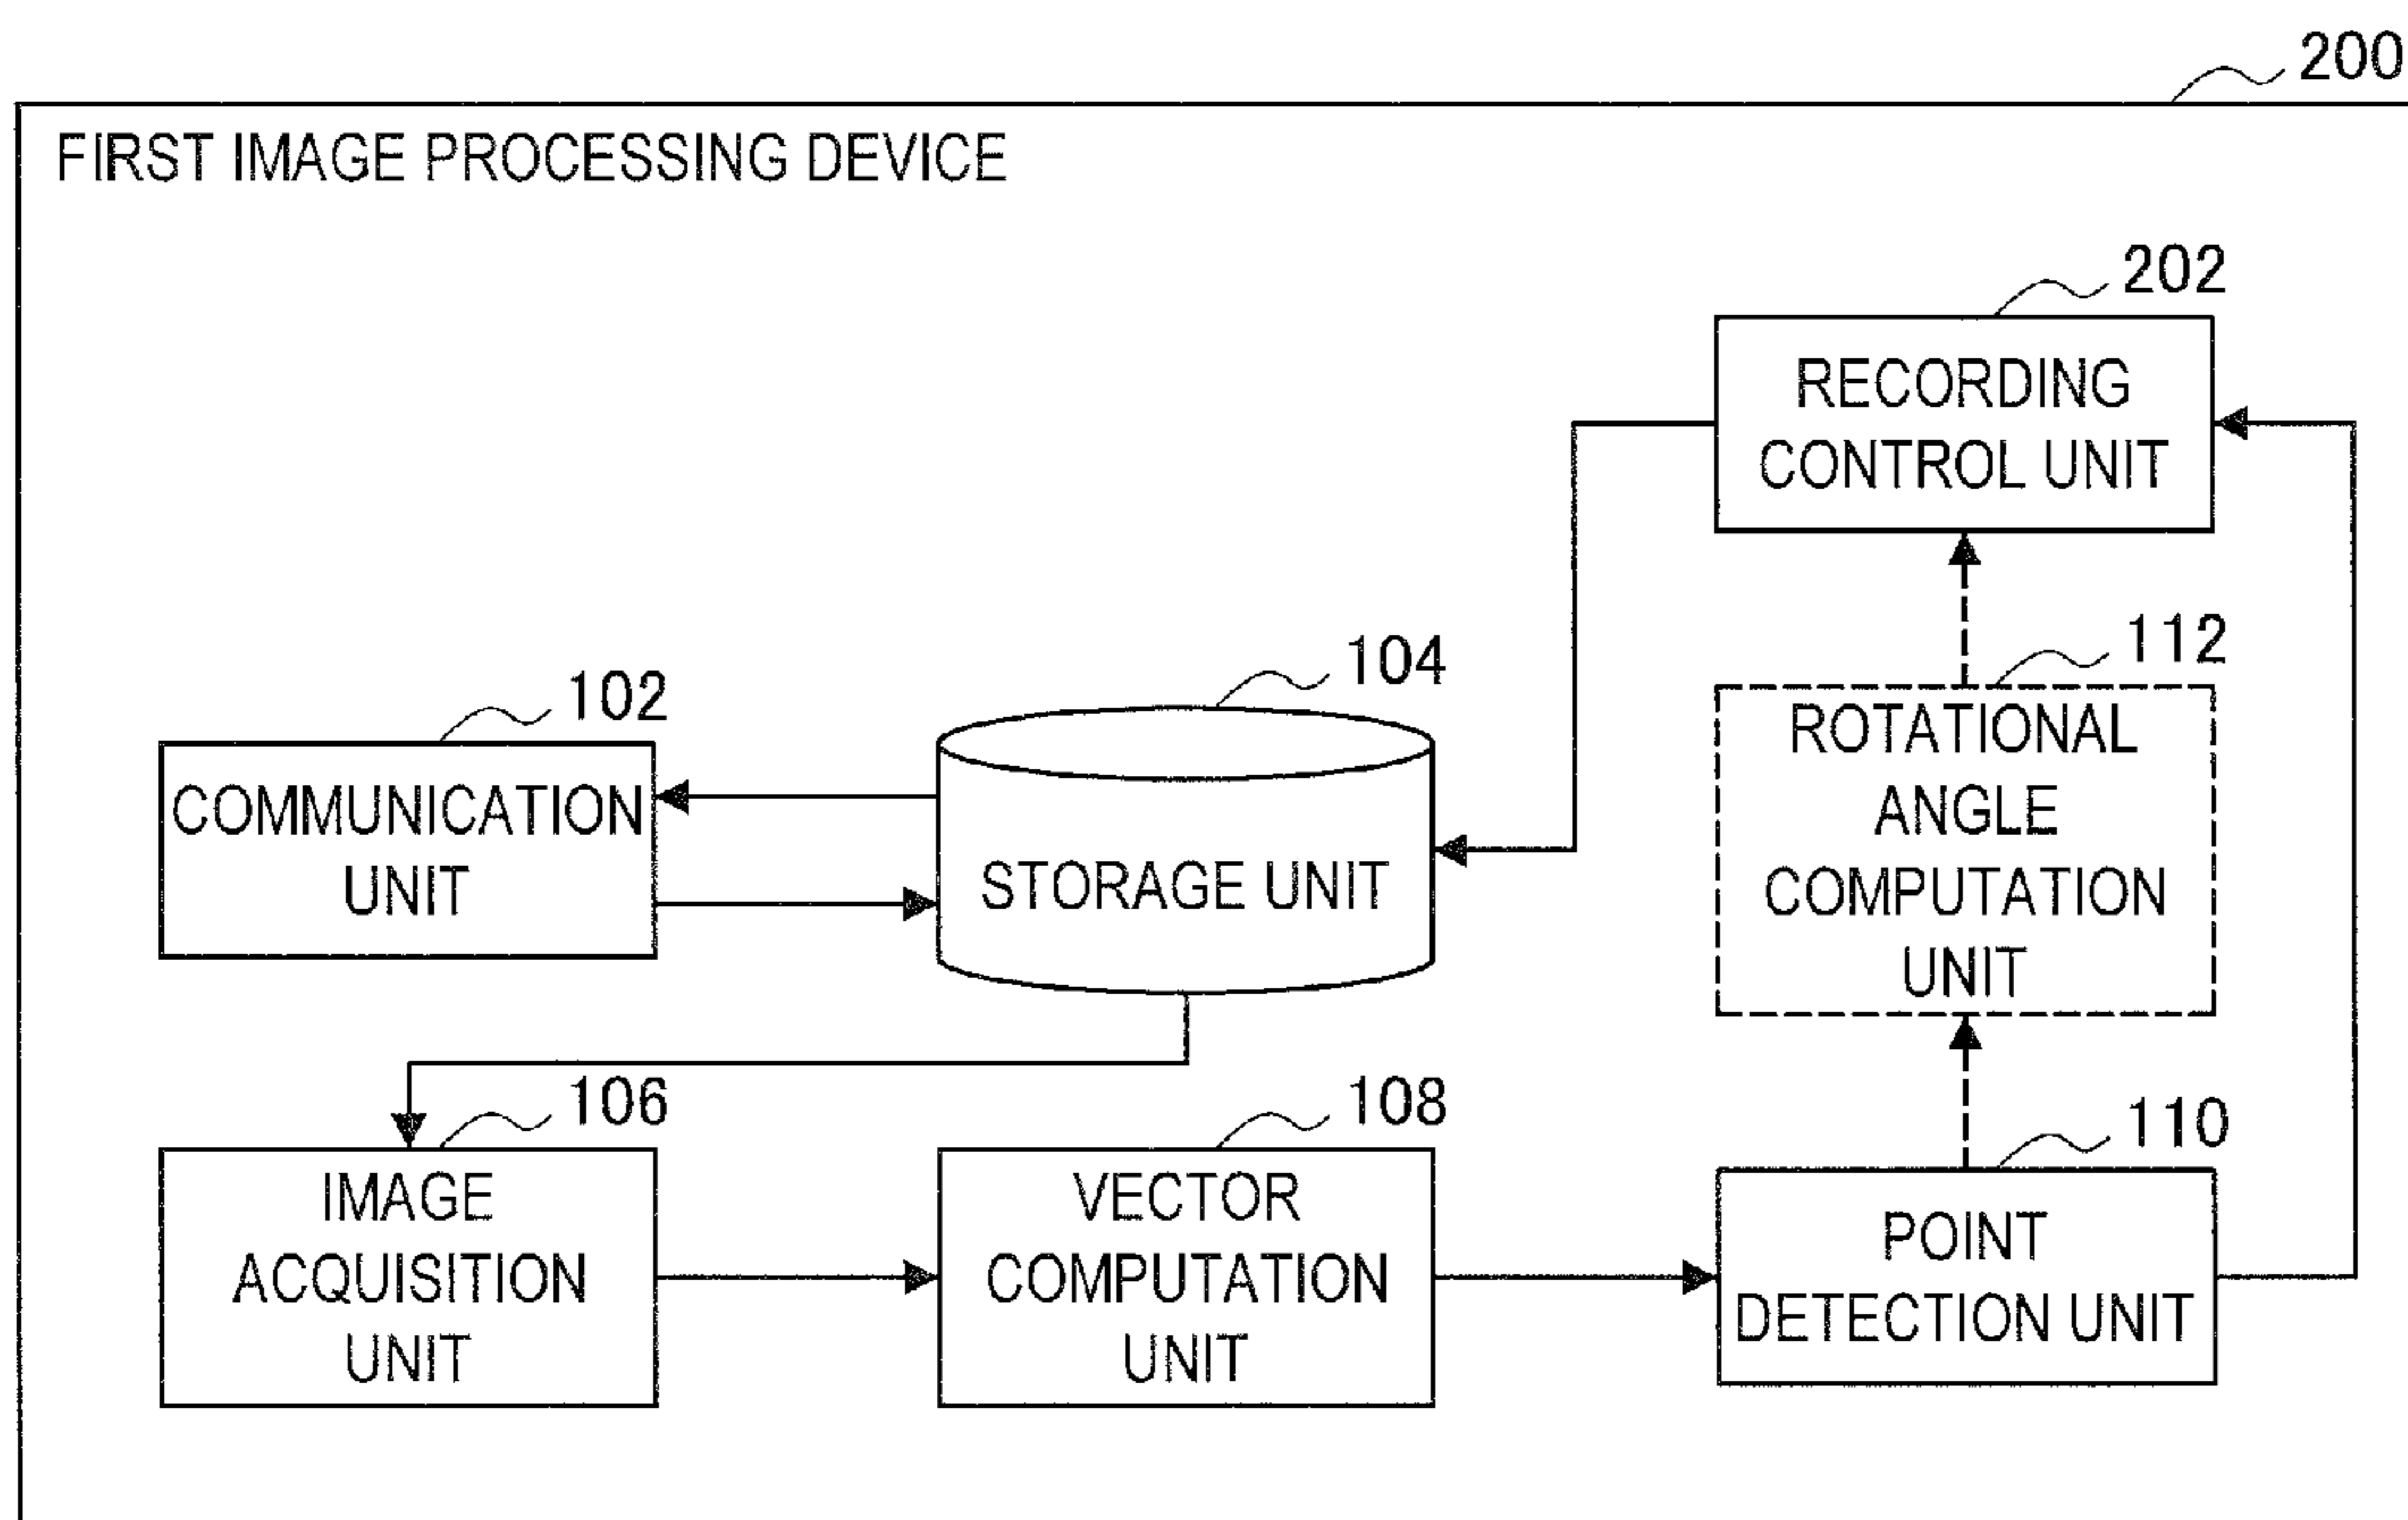 200
FIRST IMAGE PROCESSING DEVICE
202
RECORDING
CONTROL UNIT
112
ROTATIONAL
ANGLE
COMPUTATION
UNIT
104
STORAGE UNIT
102
COMMUNICATION
UNIT
106
IMAGE
ACQUISITION
UNIT
108
VECTOR
COMPUTATION
UNIT
110
POINT
DETECTION UNIT